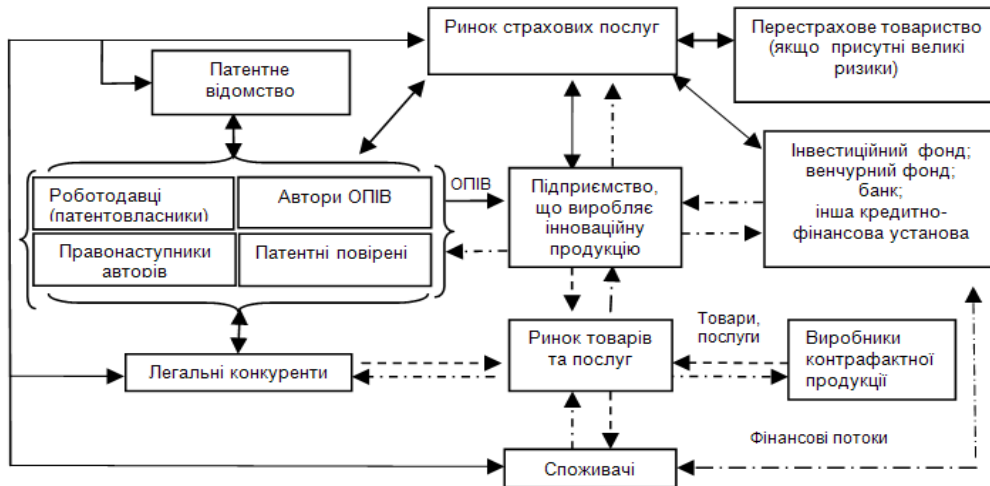 Ринок страхових послуг
Перестрахове товариство
(якщо присутні великі
ризики)
Патентне
відомство
Роботодавці
(патентовласники)
Автори ОПІВ
Правонаступники
авторів
Патентні повірені
ОПІВ
Підприємство,
що виробляє
інноваційну
продукцію
Інвестиційний фонд;
венчурний фонд;
банк;
інша кредитно-
фінансова установа
Легальні конкуренти
Ринок товарів
та послуг
Товари,
послуги
Виробники
контрафактної
продукції
Фінансові потоки
Споживачі